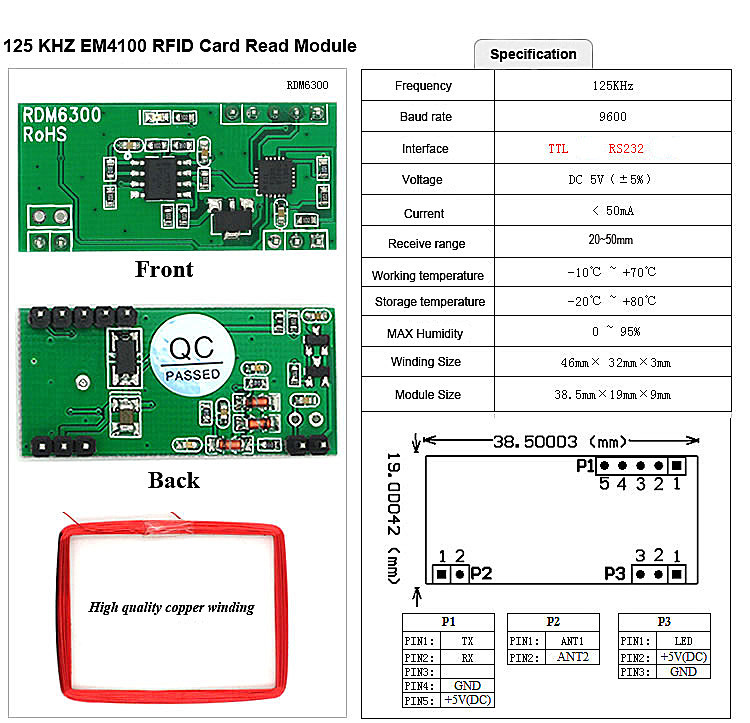 125 KHZ EM4100 RFID Card Read Module
RDM6300
RDM6300
RoHS
Front
QC
PASSED
Back
High quality copper winding
Specification
Frequency 125KHz
Baud rate 9600
Interface TTL RS232
Voltage DC 5V (±5%)
Current < 50mA
Receive range 20~50mm
Working temperature -10℃ ~ +70℃
Storage temperature -20℃ ~ +80℃
MAX Humidity 0 ~ 95%
Winding Size 46mm× 32mm×3mm
Module Size 38.5mm×19mm×9mm
38.50003 (mm)
19.00042 (mm)
P1
5 4 3 2 1
1 2
P2
3 2 1
P3
P1
PIN1: TX
PIN2: RX
PIN3:
PIN4: GND
PIN5: +5V(DC)
P2
PIN1: ANT1
PIN2: ANT2
P3
PIN1: LED
PIN2: +5V(DC)
PIN3: GND